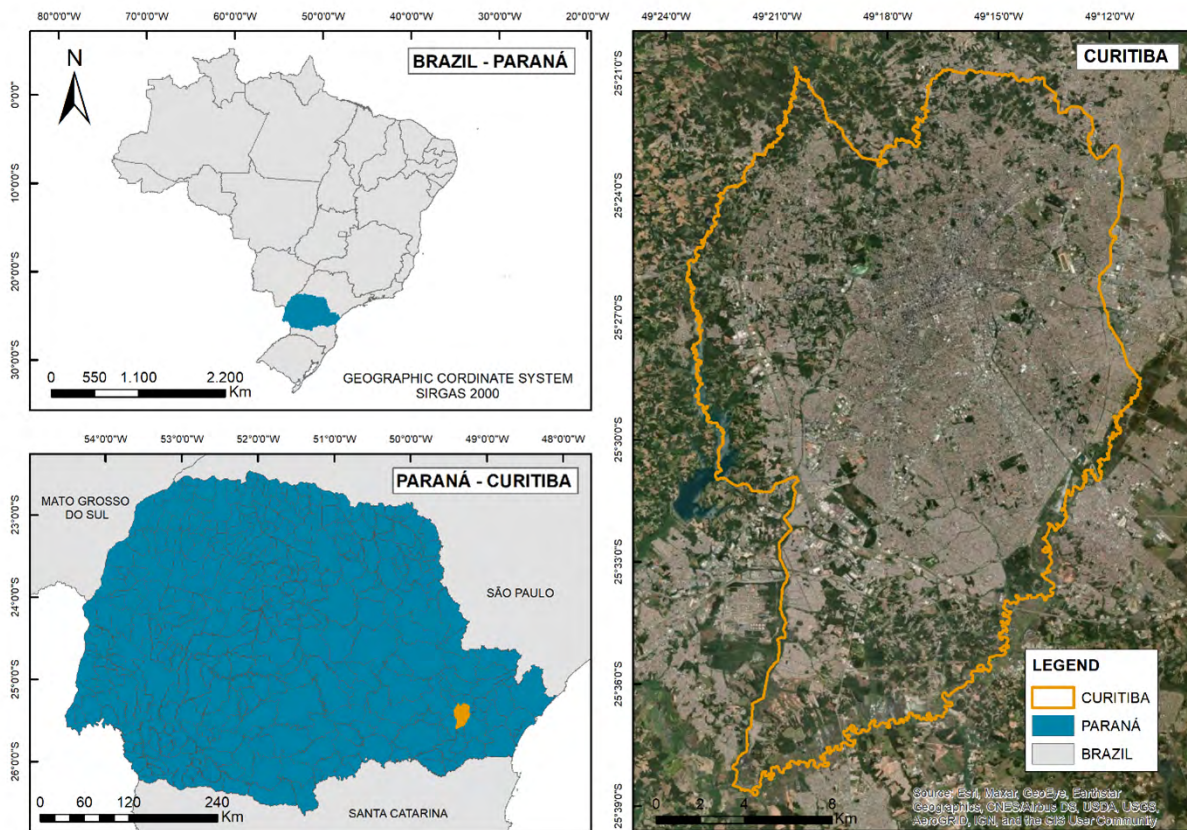 80°0'0"W 70°0'0"W 60°0'0"W 50°0'0"W 40°0'0"W 30°0'0"W 20°0'0"W
N
BRAZIL - PARANÁ
0°0'0"
10°0'0"S
20°0'0"S
30°0'0"S
0 550 1.100 2.200
Km
GEOGRAPHIC CORDINATE SYSTEM
SIRGAS 2000
54°0'0"W 53°0'0"W 52°0'0"W 51°0'0"W 50°0'0"W 49°0'0"W 48°0'0"W
PARANÁ - CURITIBA
MATO GROSSO
DO SUL
SÃO PAULO
23°0'0"S
24°0'0"S
25°0'0"S
26°0'0"S
0 30 60 120 240
Km
SANTA CATARINA
49°24'0"W 49°21'0"W 49°18'0"W 49°15'0"W 49°12'0"W
CURITIBA
25°21'0"S
25°24'0"S
25°27'0"S
25°30'0"S
25°33'0"S
25°36'0"S
25°39'0"S
LEGEND
CURITIBA
PARANÁ
BRAZIL
0 2 4 6
Km
Source: Esri, Maxar, GeoEye, Earthstar
Geographics, CNES/Airbus DS, USDA, USGS,
AeroGRID, IGN, and the GIS User Community